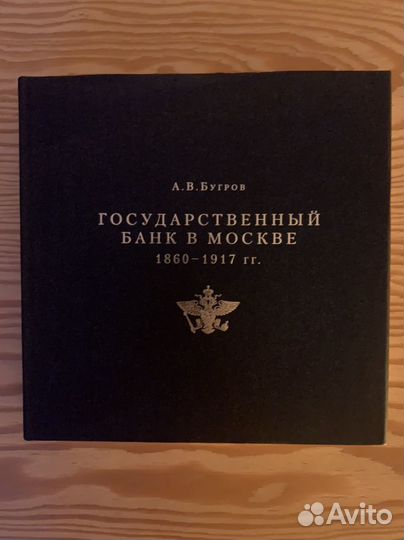 А.В.Бугров
ГОСУДАРСТВЕННЫЙ
БАНК В МОСКВЕ
1860–1917 гг.
Avito